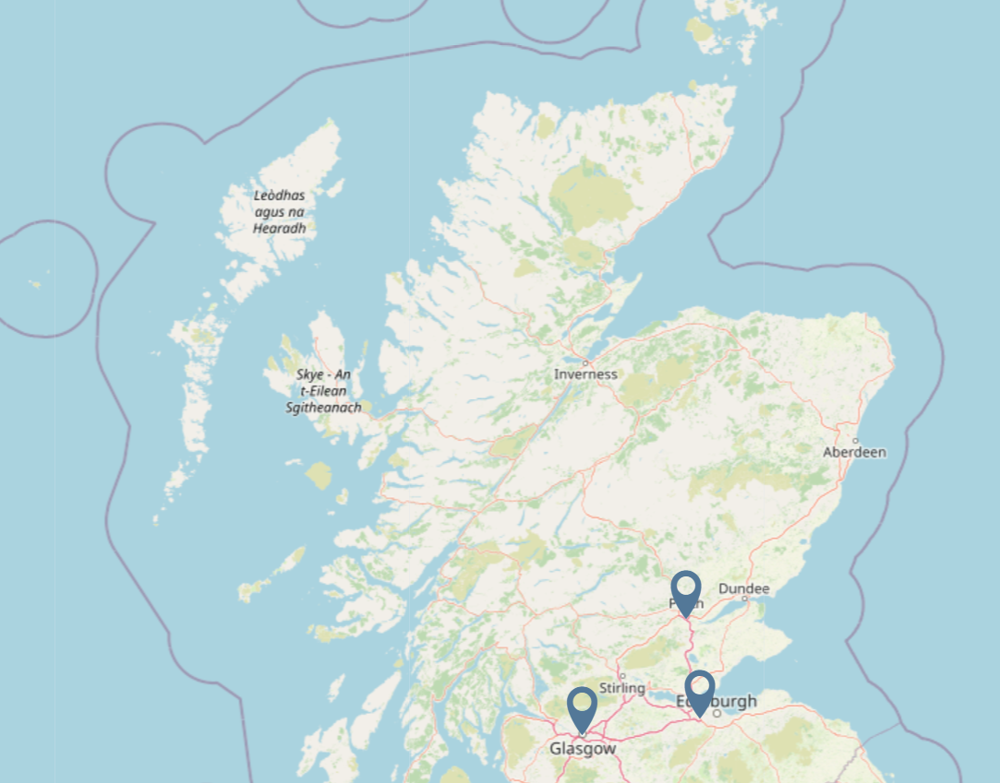 Leòdhas
agus na
Hearadh
Skye - An
t-Eilean
Sgitheanach
Inverness
Aberdeen
Dundee
Stirling
Glasgow